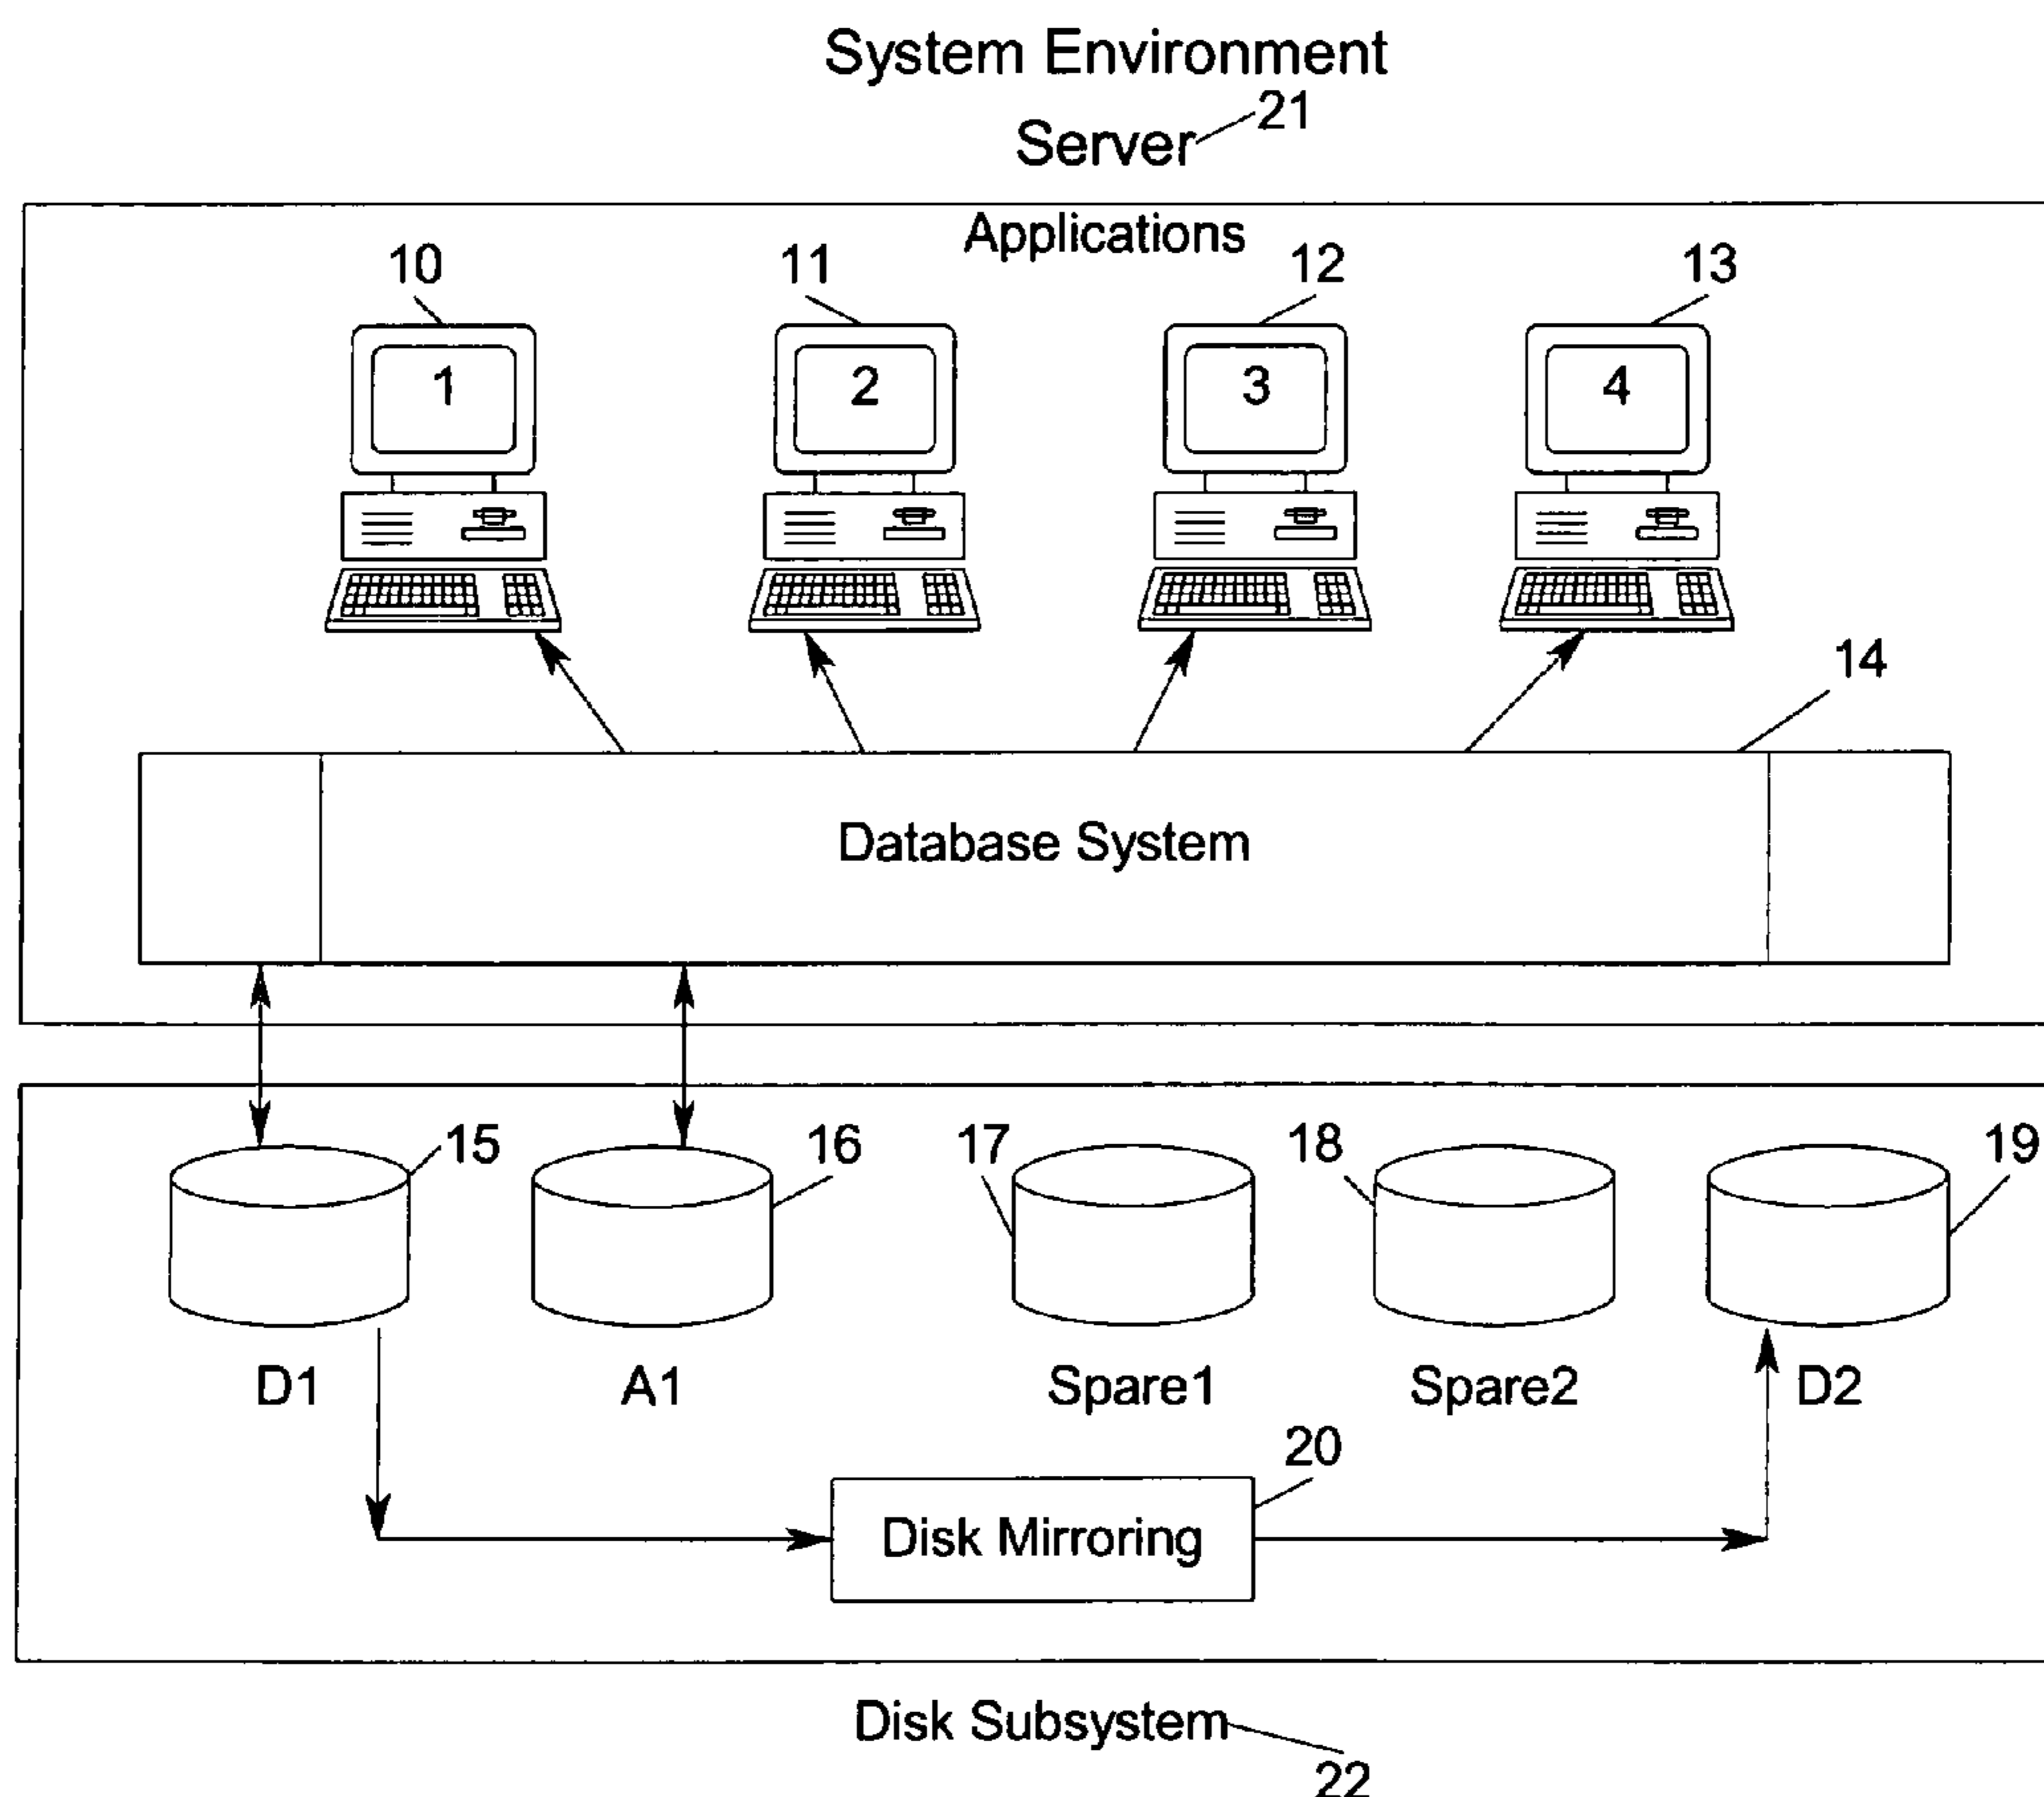 System Environment
21
Server
Applications
10 11 12 13
1 2 3 4
14
Database System
15 16 17 18 19
D1 A1 Spare1 Spare2 D2
20
Disk Mirroring
Disk Subsystem
22